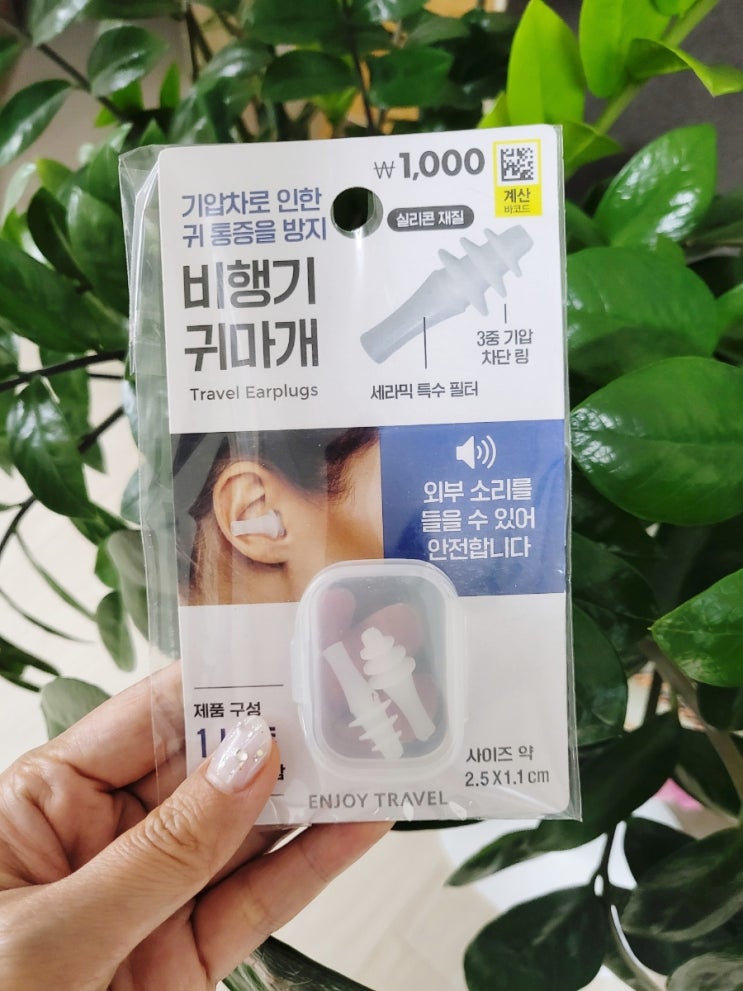 ₩1,000
계산
바코드
기압차로 인한
귀 통증을 방지
비행기
귀마개
Travel Earplugs
실리콘 재질
3중 기압
차단 링
세라믹 특수 필터
외부 소리를
들을 수 있어
안전합니다
제품 구성
1
사이즈 약
2.5X1.1cm
ENJOY TRAVEL